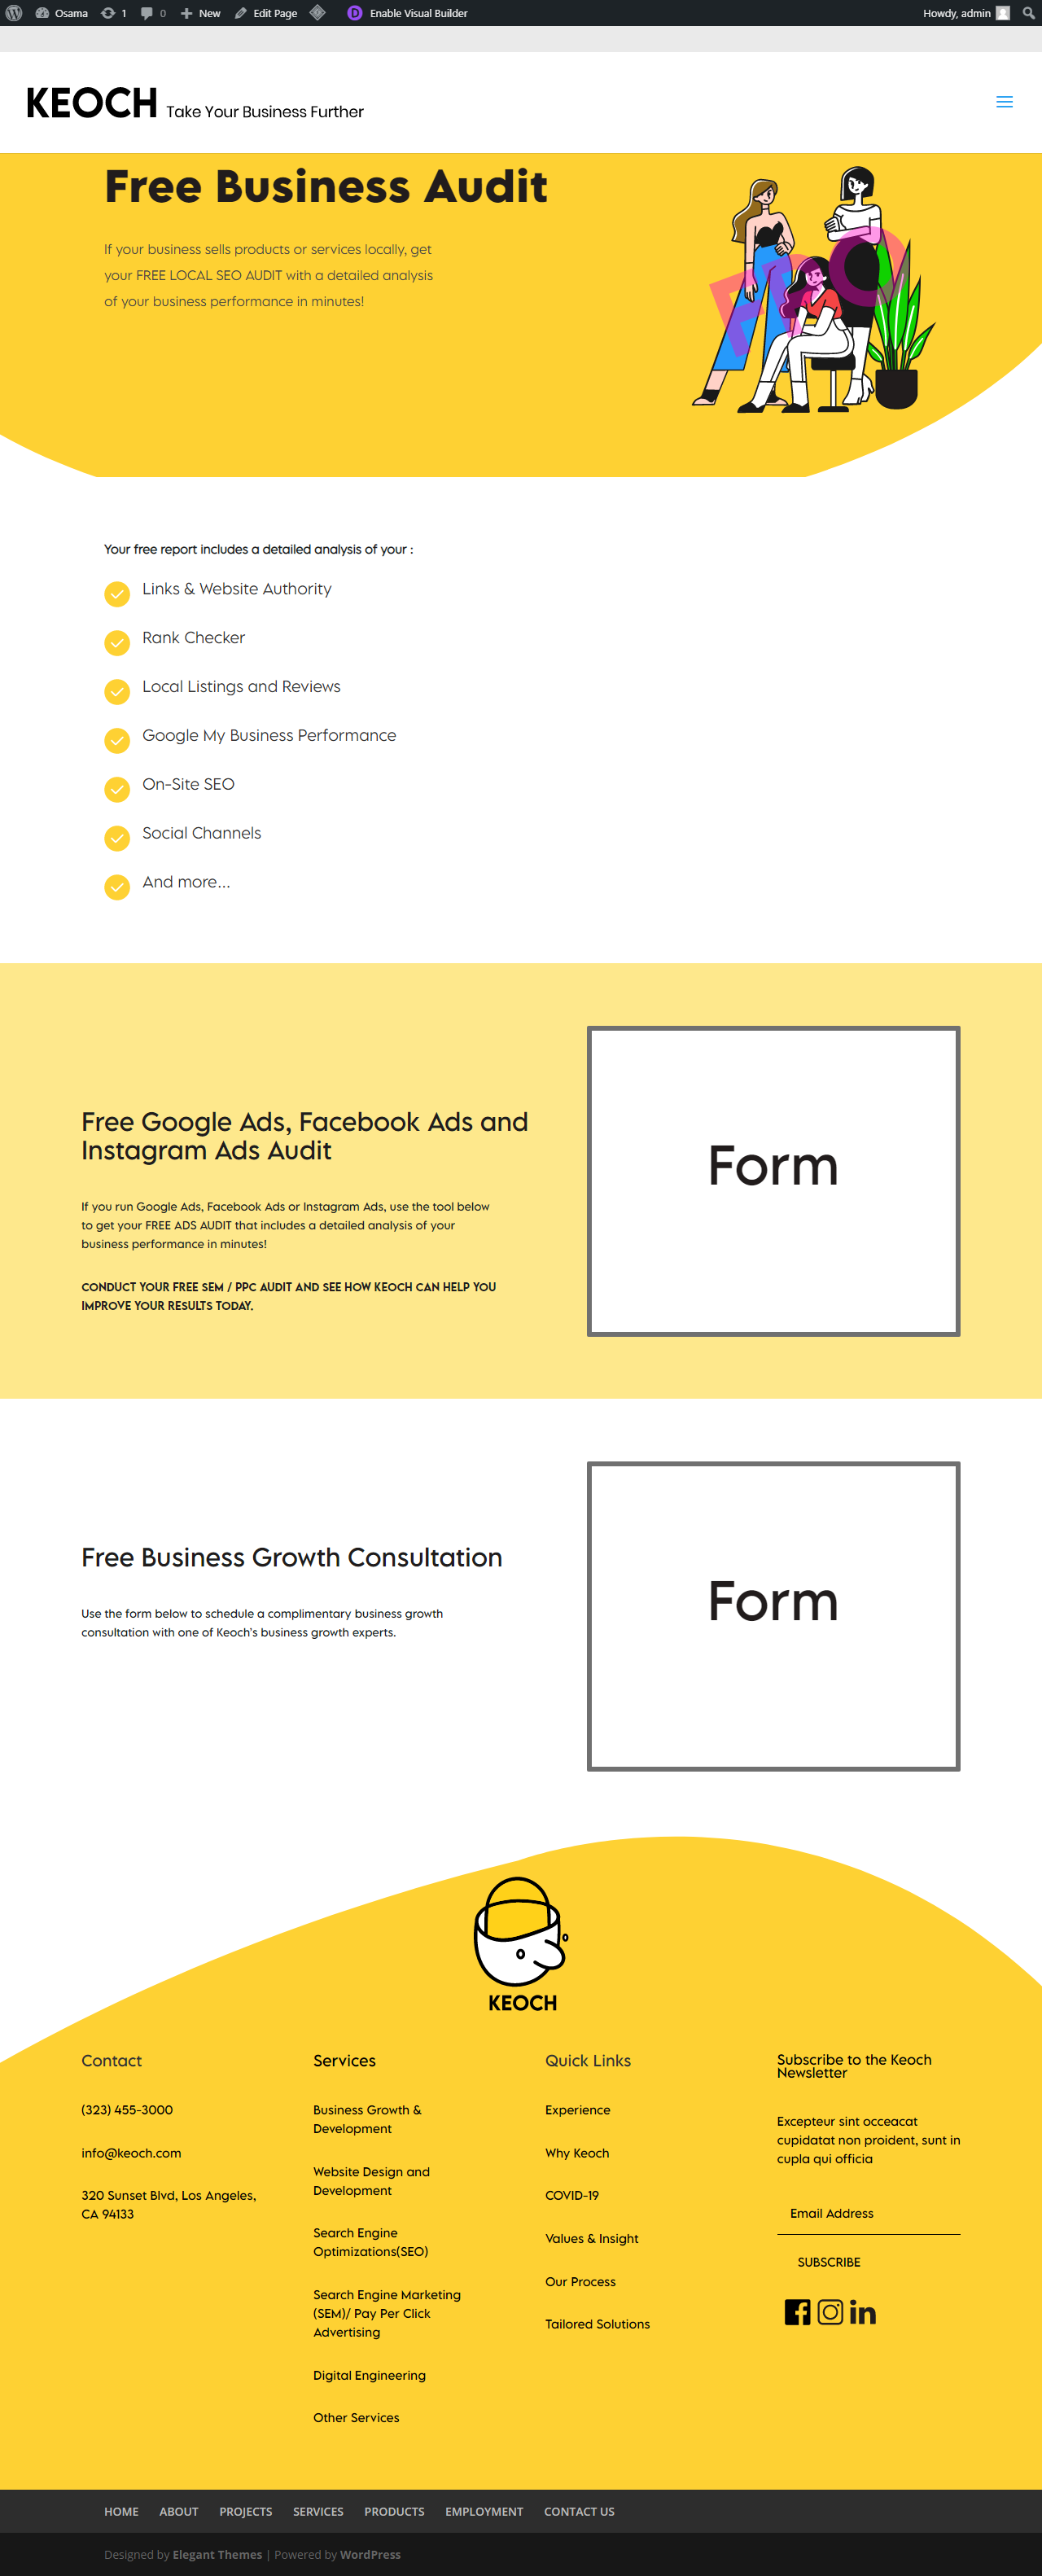 Osama 1 0 New Edit Page Enable Visual Builder Howdy, admin
KEOCH Take Your Business Further
Free Business Audit
If your business sells products or services locally, get
your FREE LOCAL SEO AUDIT with a detailed analysis
of your business performance in minutes!
PRO
Your free report includes a detailed analysis of your :
Links & Website Authority
Rank Checker
Local Listings and Reviews
Google My Business Performance
On-Site SEO
Social Channels
And more...
Free Google Ads, Facebook Ads and
Instagram Ads Audit
If you run Google Ads, Facebook Ads or Instagram Ads, use the tool below
to get your FREE ADS AUDIT that includes a detailed analysis of your
business performance in minutes!
CONDUCT YOUR FREE SEM / PPC AUDIT AND SEE HOW KEOCH CAN HELP YOU
IMPROVE YOUR RESULTS TODAY.
Form
Free Business Growth Consultation
Use the form below to schedule a complimentary business growth
consultation with one of Keoch's business growth experts.
Form
KEOCH
Contact
(323) 455-3000
info@keoch.com
320 Sunset Blvd, Los Angeles,
CA 94133
Services
Business Growth &
Development
Website Design and
Development
Search Engine
Optimizations(SEO)
Search Engine Marketing
(SEM)/ Pay Per Click
Advertising
Digital Engineering
Other Services
Quick Links
Experience
Why Keoch
COVID-19
Values & Insight
Our Process
Tailored Solutions
Subscribe to the Keoch
Newsletter
Excepteur sint occeacat
cupidatat non proident, sunt in
cupla qui officia
Email Address
SUBSCRIBE
HOME ABOUT PROJECTS SERVICES PRODUCTS EMPLOYMENT CONTACT US
Designed by Elegant Themes | Powered by WordPress